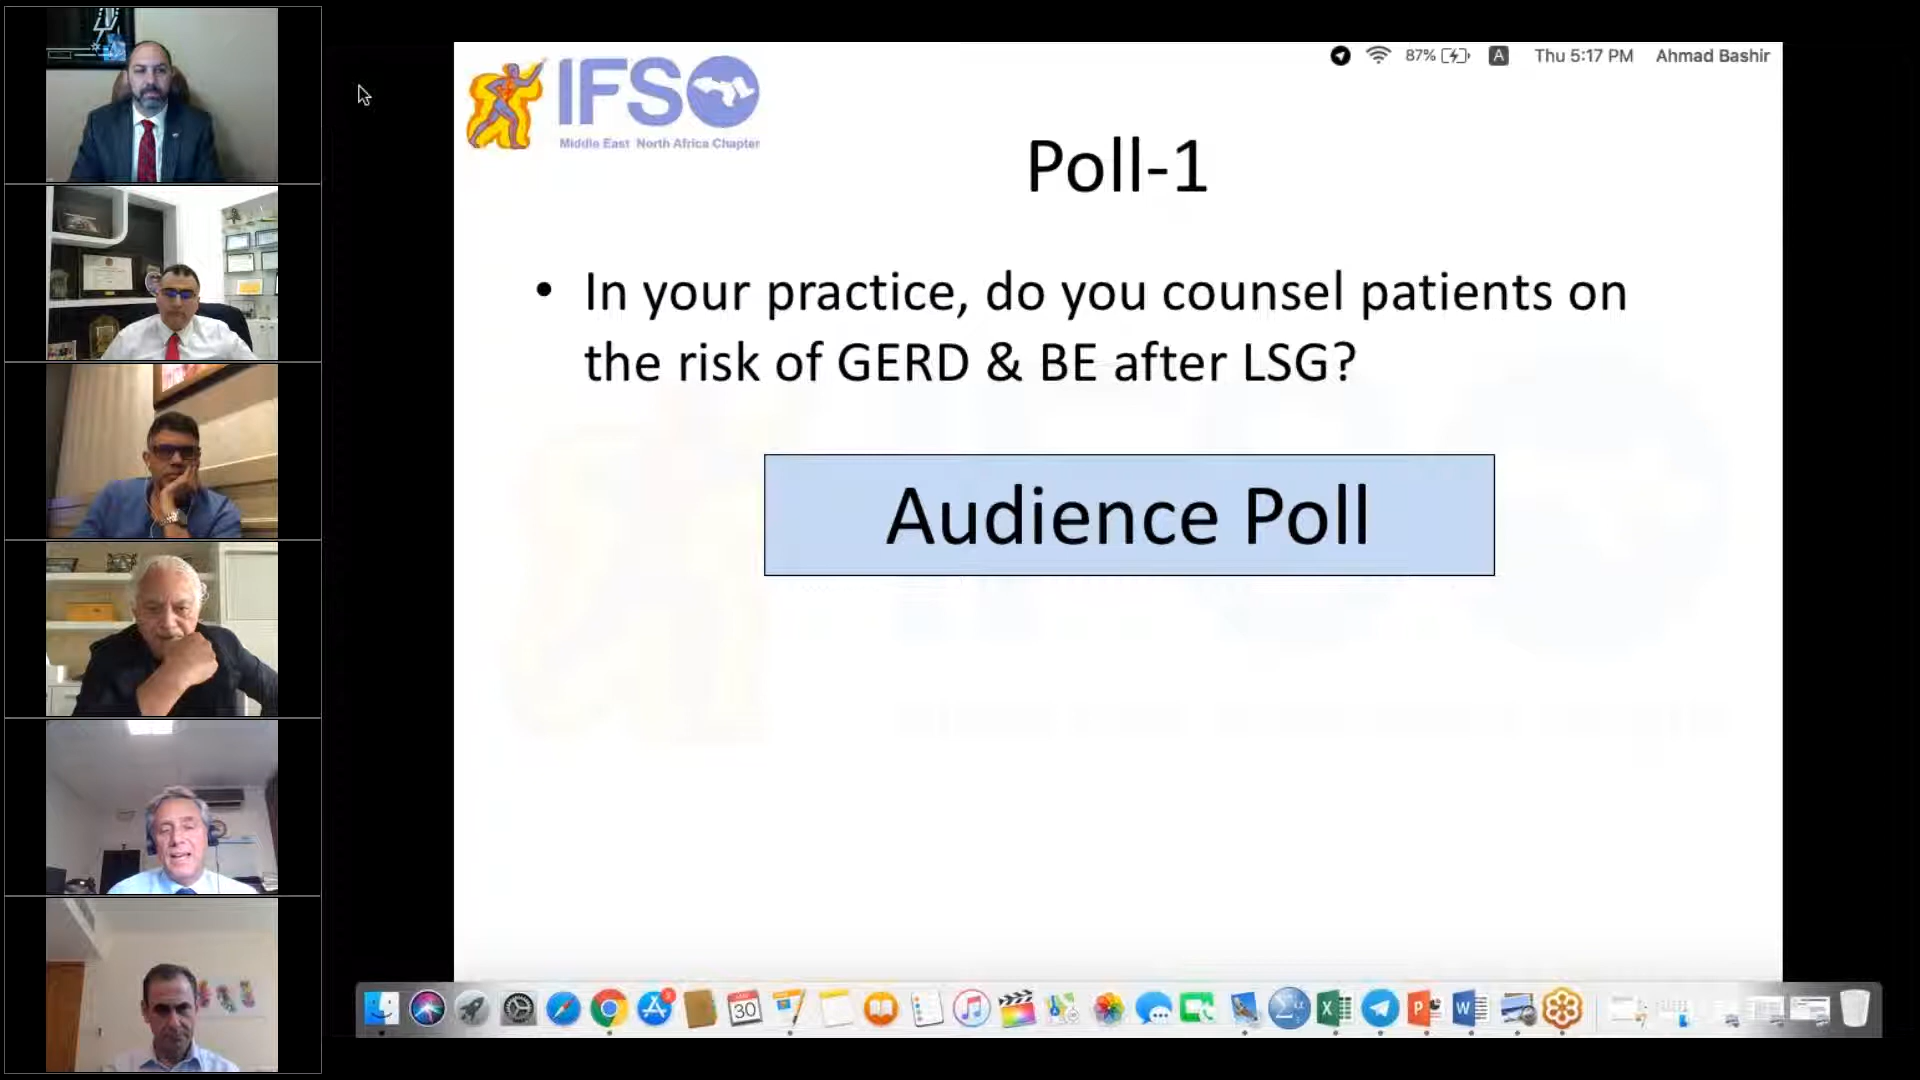 87% A Thu 5:17 PM Ahmad Bashir
IFSO
Middle East North Africa Chapter
Poll-1
• In your practice, do you counsel patients on
the risk of GERD & BE after LSG?
Audience Poll
30